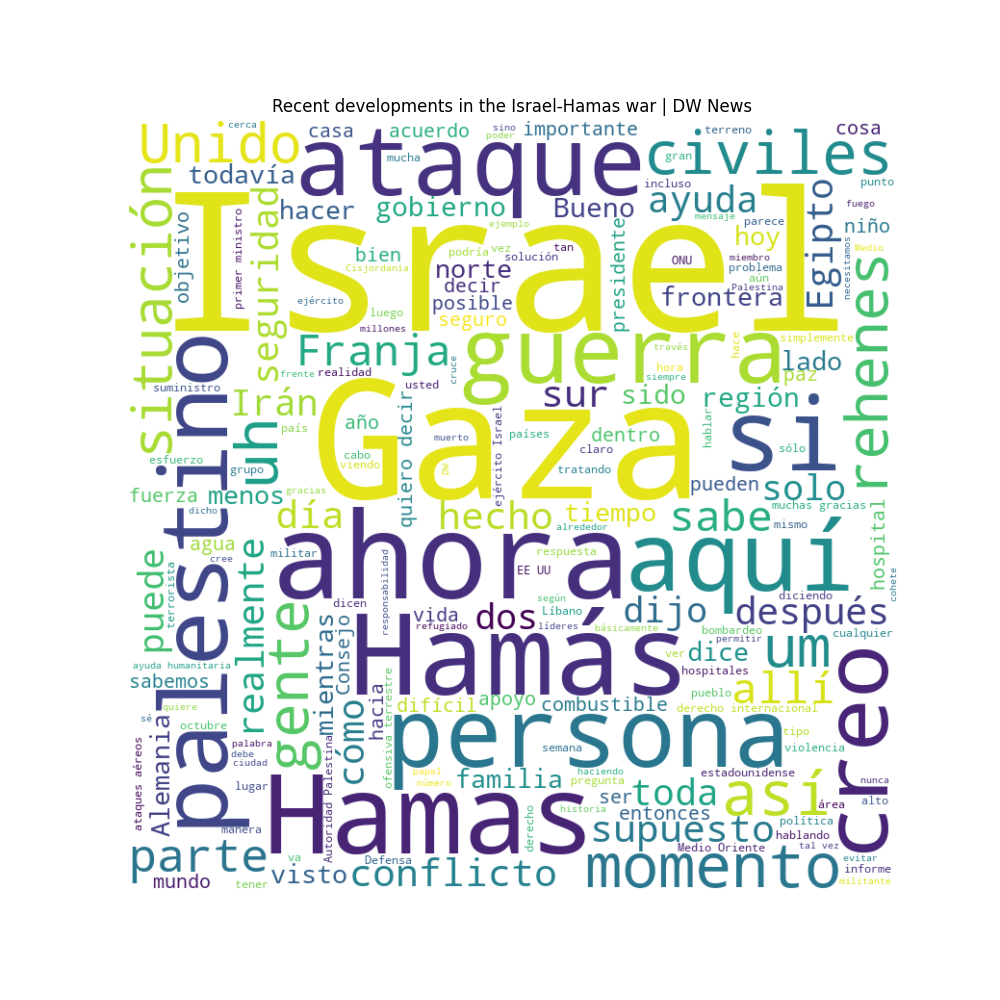 Recent developments in the Israel-Hamas war | DW News
cerca
casa
acuerdo
sino
poder
importante
terreno
cosa
Unido
ataque
civiles
todavía
mucha
gran
incluso
punto
situación
objetivo
primer ministro
seguridad
hacer
gobierno
Bueno
ayuda
mensaje
Egipto
fuego
niño
ejemplo
presidente
hoy
parece
Israel
bien
podría
vez
tan
solución
ONU
miembro
problema
aún
Palestina
necesitamos
Medio
Cisjordania
norte
decir
posible
frontera
ejército
luego
seguro
millones
guerra
través
hace
simplemente
rehenes
palestino
Franja
lado
paz
frente
realidad
cruce
hora
siempre
suministro
Irán
usted
sur
sido
región
Gaza
si
año
quiero decir
ejército Israel
países
dentro
hablar
uh
país
muerto
claro
sólo
esfuerzo
grupo
cabo
viendo
DW
tratando
pueden
solo
fuerza
menos
gracias
dicho
día
hecho
tiempo
sabe
muchas gracias
mismo
hospital
alrededor
ahora
aquí
agua
cree
puede
terrorista
realmente
militar
responsabilidad
respuesta
EE UU
cohete
diciendo
gente
dicen
vida
refugiado
dos
según
Líbano
líderes
básicamente
dijo
bombardeo
permitir
después
cualquier
mientras
Consejo
Hamás
um
ayuda humanitaria
sabemos
dice
ver
hospitales
creo
quiere
cómo
hacia
ofensiva terrestre
difícil
apoyo
combustible
pueblo
allí
derecho internacional
sé
octubre
Alemania
ataques aéreos
palabra
debe
ciudad
persona
semana
tipo
violencia
lugar
Autoridad Palestina
papel
número
familia
haciendo
pregunta
estadounidense
nunca
Hamas
ser
toda
así
área
alto
historia
entonces
manera
derecho
supuesto
política
hablando
parte
va
Defensa
Medio Oriente
tal vez
evitar
mundo
tener
visto
conflicto
momento
informe
militante